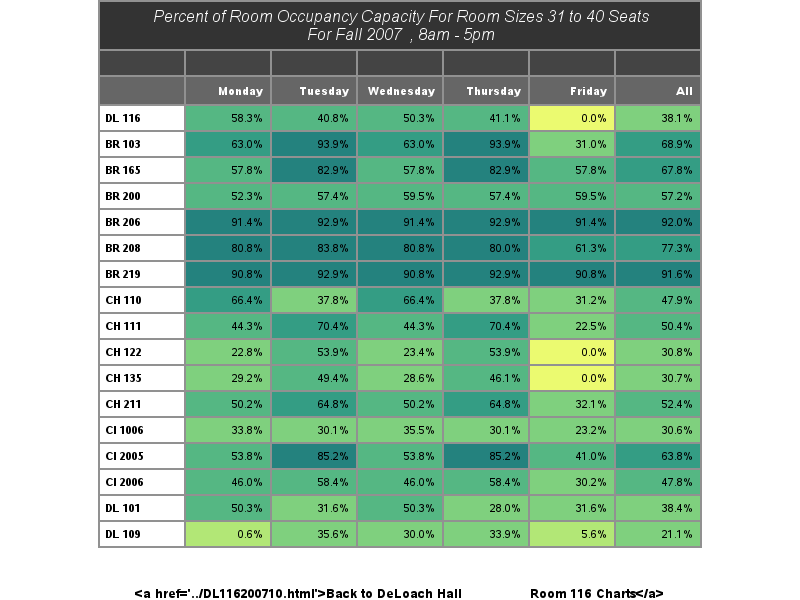 Percent of Room Occupancy Capacity For Room Sizes 31 to 40 Seats
For Fall 2007 , 8am - 5pm
Monday Tuesday Wednesday Thursday Friday All
DL 116 58.3% 40.8% 50.3% 41.1% 0.0% 38.1%
BR 103 63.0% 93.9% 63.0% 93.9% 31.0% 68.9%
BR 165 57.8% 82.9% 57.8% 82.9% 57.8% 67.8%
BR 200 52.3% 57.4% 59.5% 57.4% 59.5% 57.2%
BR 206 91.4% 92.9% 91.4% 92.9% 91.4% 92.0%
BR 208 80.8% 83.8% 80.8% 80.0% 61.3% 77.3%
BR 219 90.8% 92.9% 90.8% 92.9% 90.8% 91.6%
CH 110 66.4% 37.8% 66.4% 37.8% 31.2% 47.9%
CH 111 44.3% 70.4% 44.3% 70.4% 22.5% 50.4%
CH 122 22.8% 53.9% 23.4% 53.9% 0.0% 30.8%
CH 135 29.2% 49.4% 28.6% 46.1% 0.0% 30.7%
CH 211 50.2% 64.8% 50.2% 64.8% 32.1% 52.4%
CI 1006 33.8% 30.1% 35.5% 30.1% 23.2% 30.6%
CI 2005 53.8% 85.2% 53.8% 85.2% 41.0% 63.8%
CI 2006 46.0% 58.4% 46.0% 58.4% 30.2% 47.8%
DL 101 50.3% 31.6% 50.3% 28.0% 31.6% 38.4%
DL 109 0.6% 35.6% 30.0% 33.9% 5.6% 21.1%
<a href='../DL116200710.html'>Back to DeLoach Hall Room 116 Charts</a>